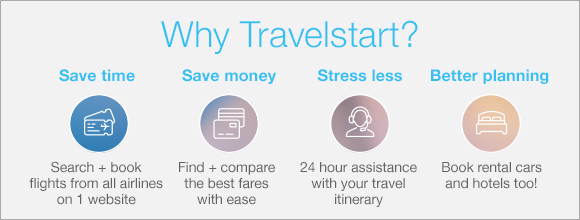 Why Travelstart?
Save time
Search + book
flights from all airlines
on 1 website
Save money
Find + compare
the best fares
with ease
Stress less
24 hour assistance
with your travel
itinerary
Better planning
Book rental cars
and hotels too!